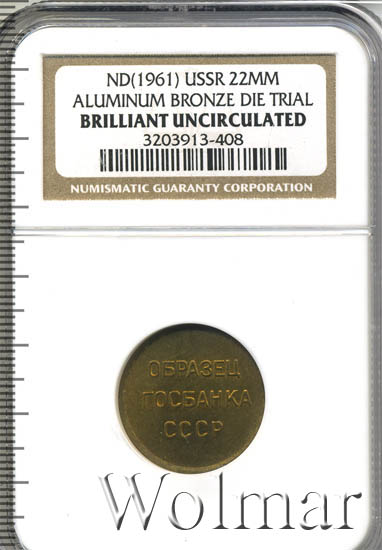 ND(1961) USSR 22MM
ALUMINUM BRONZE DIE TRIAL
BRILLIANT UNCIRCULATED
3203913-408
NUMISMATIC GUARANTY CORPORATION
ОБРАЗЕЦ
ГОСБАНКА
СССР
Wolmar